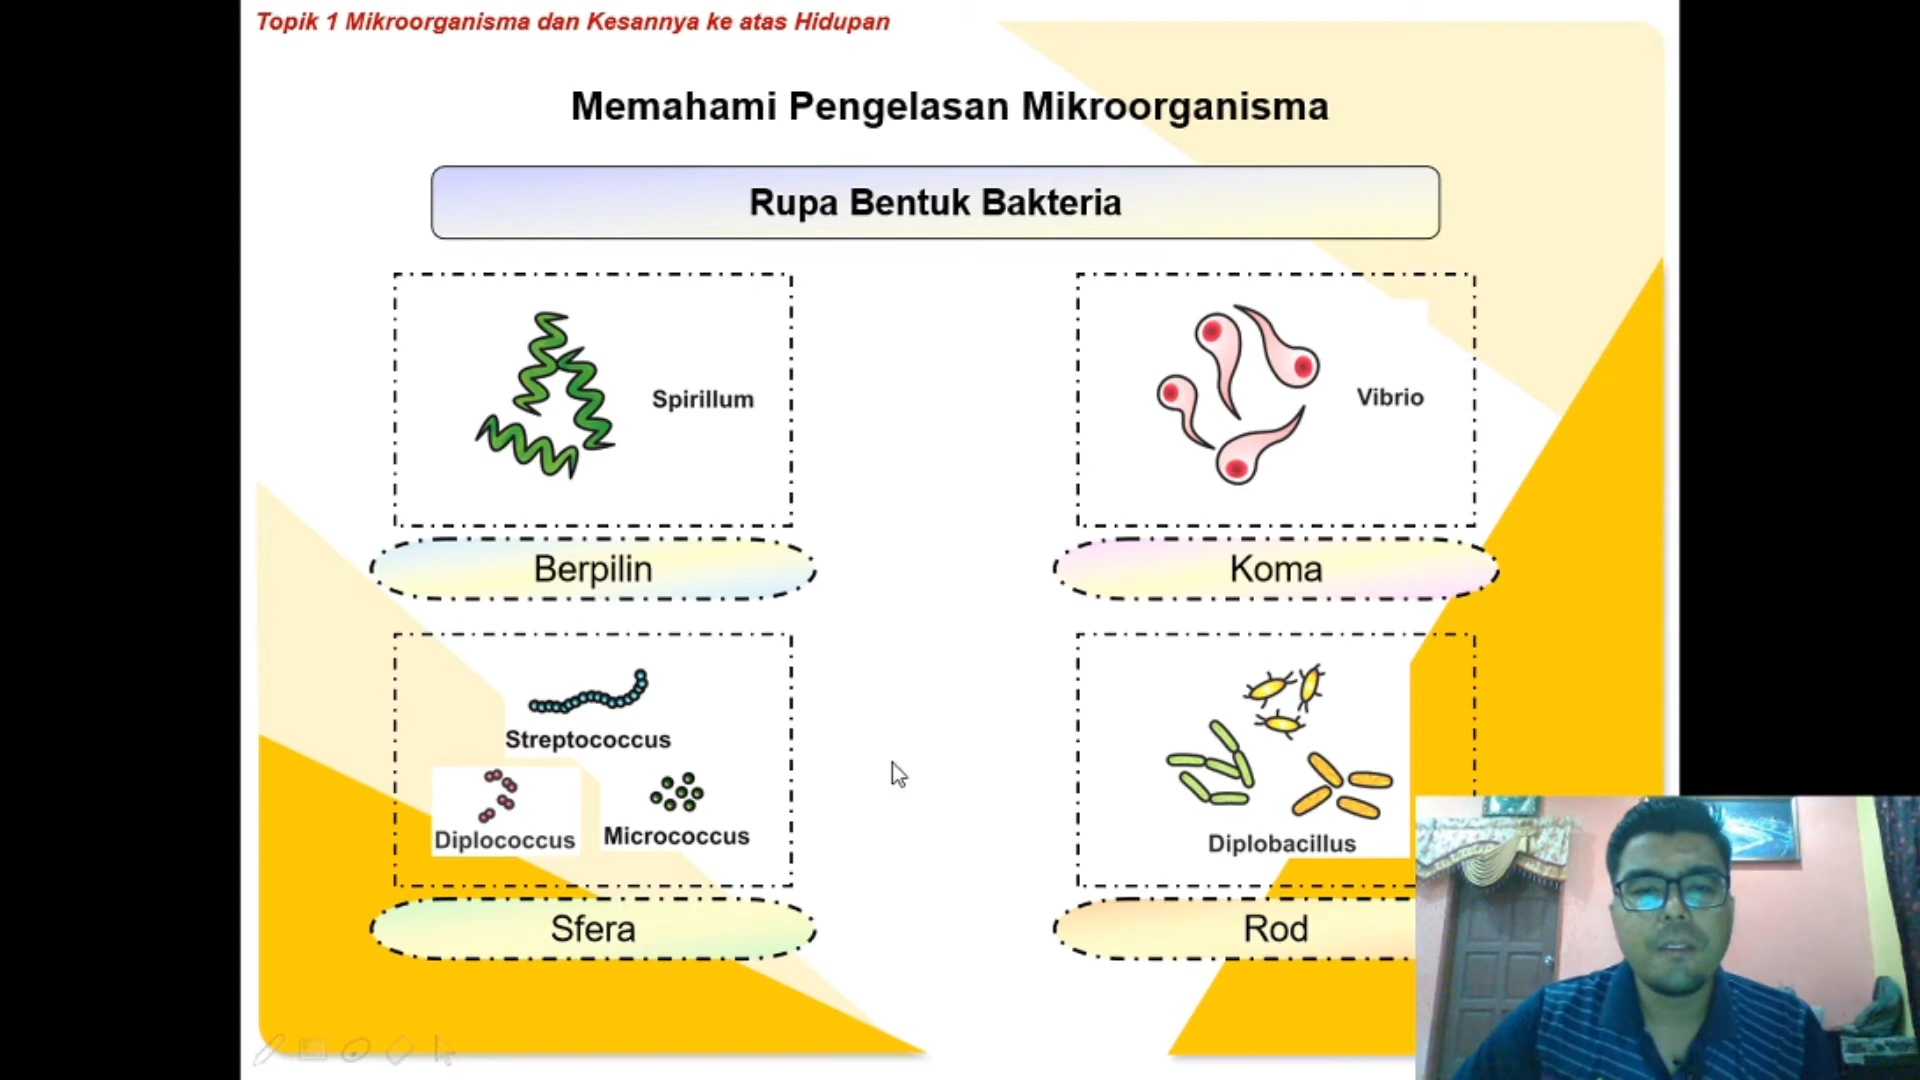 Topik 1 Mikroorganisma dan Kesannya ke atas Hidupan
Memahami Pengelasan Mikroorganisma
Rupa Bentuk Bakteria
Spirillum
Berpilin
Vibrio
Koma
Streptococcus
Diplococcus
Micrococcus
Sfera
Diplobacillus
Rod